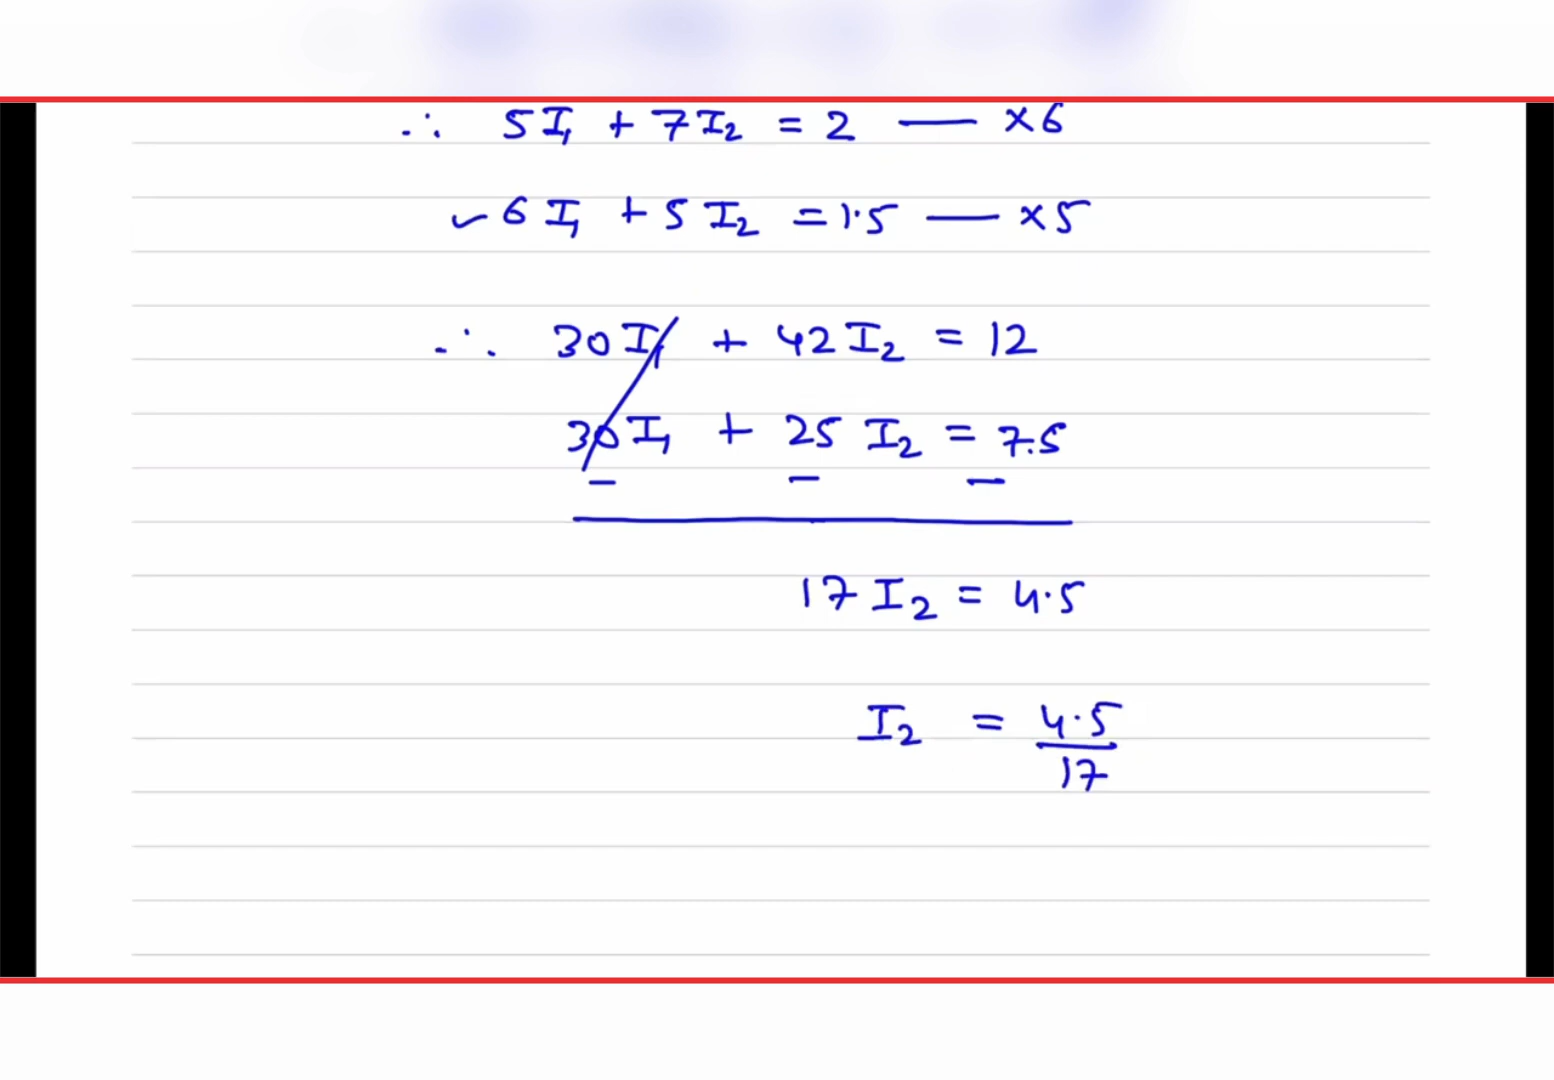 ∴ 5I₁ + 7I₂ = 2 — ×6
✓ 6I₁ + 5I₂ = 1.5 — ×5
∴ 30I₁ + 42I₂ = 12
30I₁ + 25I₂ = 7.5
− − −
17I₂ = 4.5
I₂ = 4.5/17